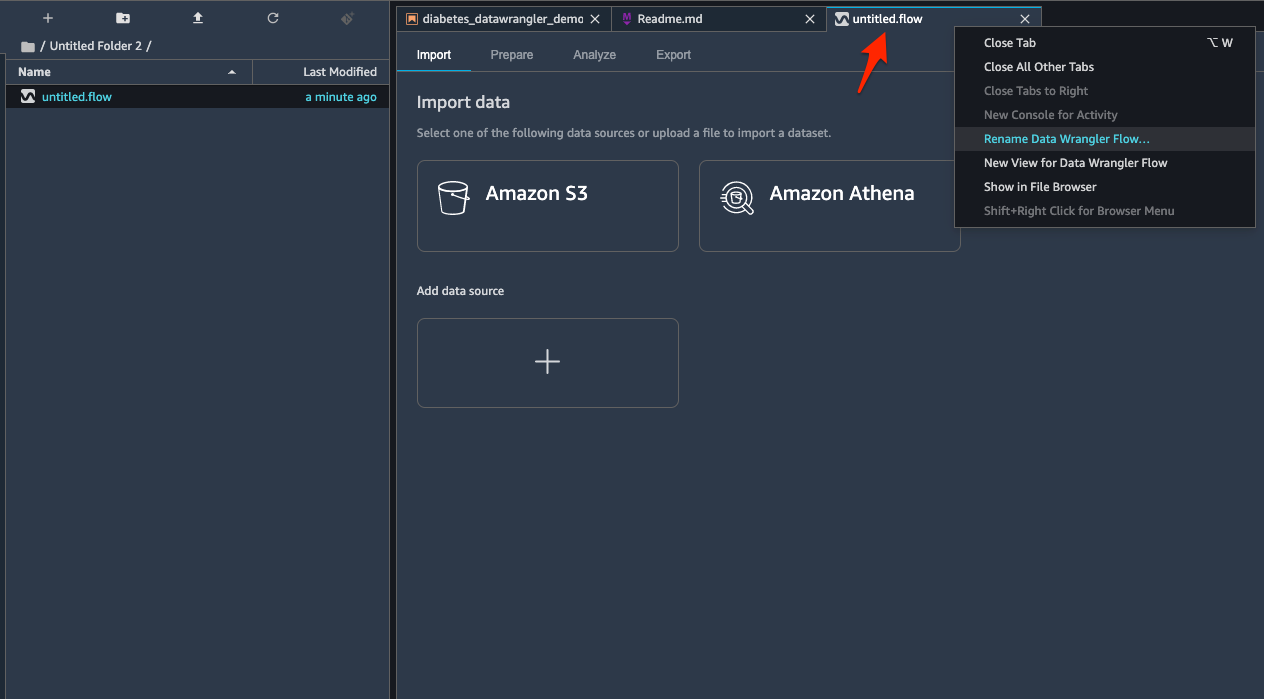 / Untitled Folder 2 /
Name Last Modified
untitled.flow a minute ago
diabetes_datawrangler_demo Readme.md untitled.flow
Import Prepare Analyze Export
Import data
Select one of the following data sources or upload a file to import a dataset.
Amazon S3 Amazon Athena
Add data source
Close Tab ⌥ W
Close All Other Tabs
Close Tabs to Right
New Console for Activity
Rename Data Wrangler Flow…
New View for Data Wrangler Flow
Show in File Browser
Shift+Right Click for Browser Menu